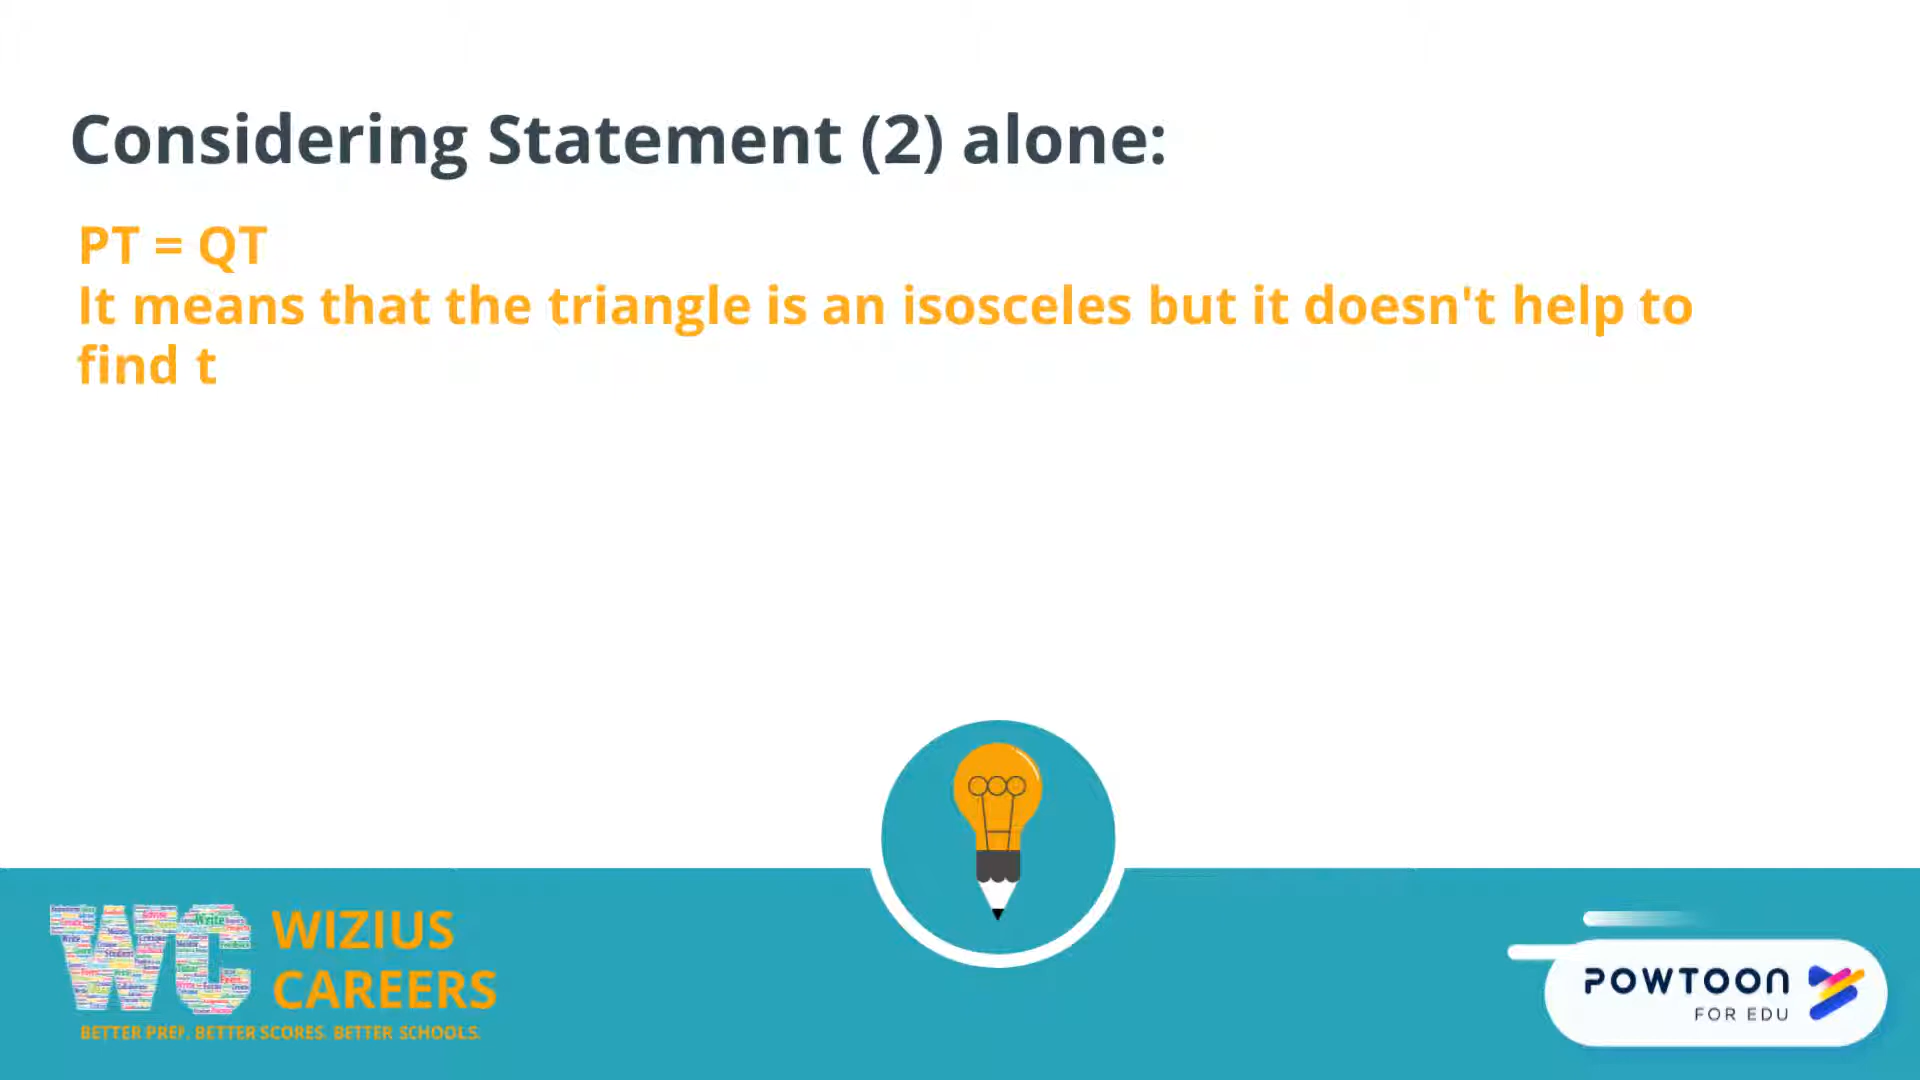 Considering Statement (2) alone:
PT = QT
It means that the triangle is an isosceles but it doesn't help to
find t
WIZIUS
CAREERS
WC
BETTER PREP. BETTER SCORES. BETTER SCHOOLS.
POWTOON
FOR EDU